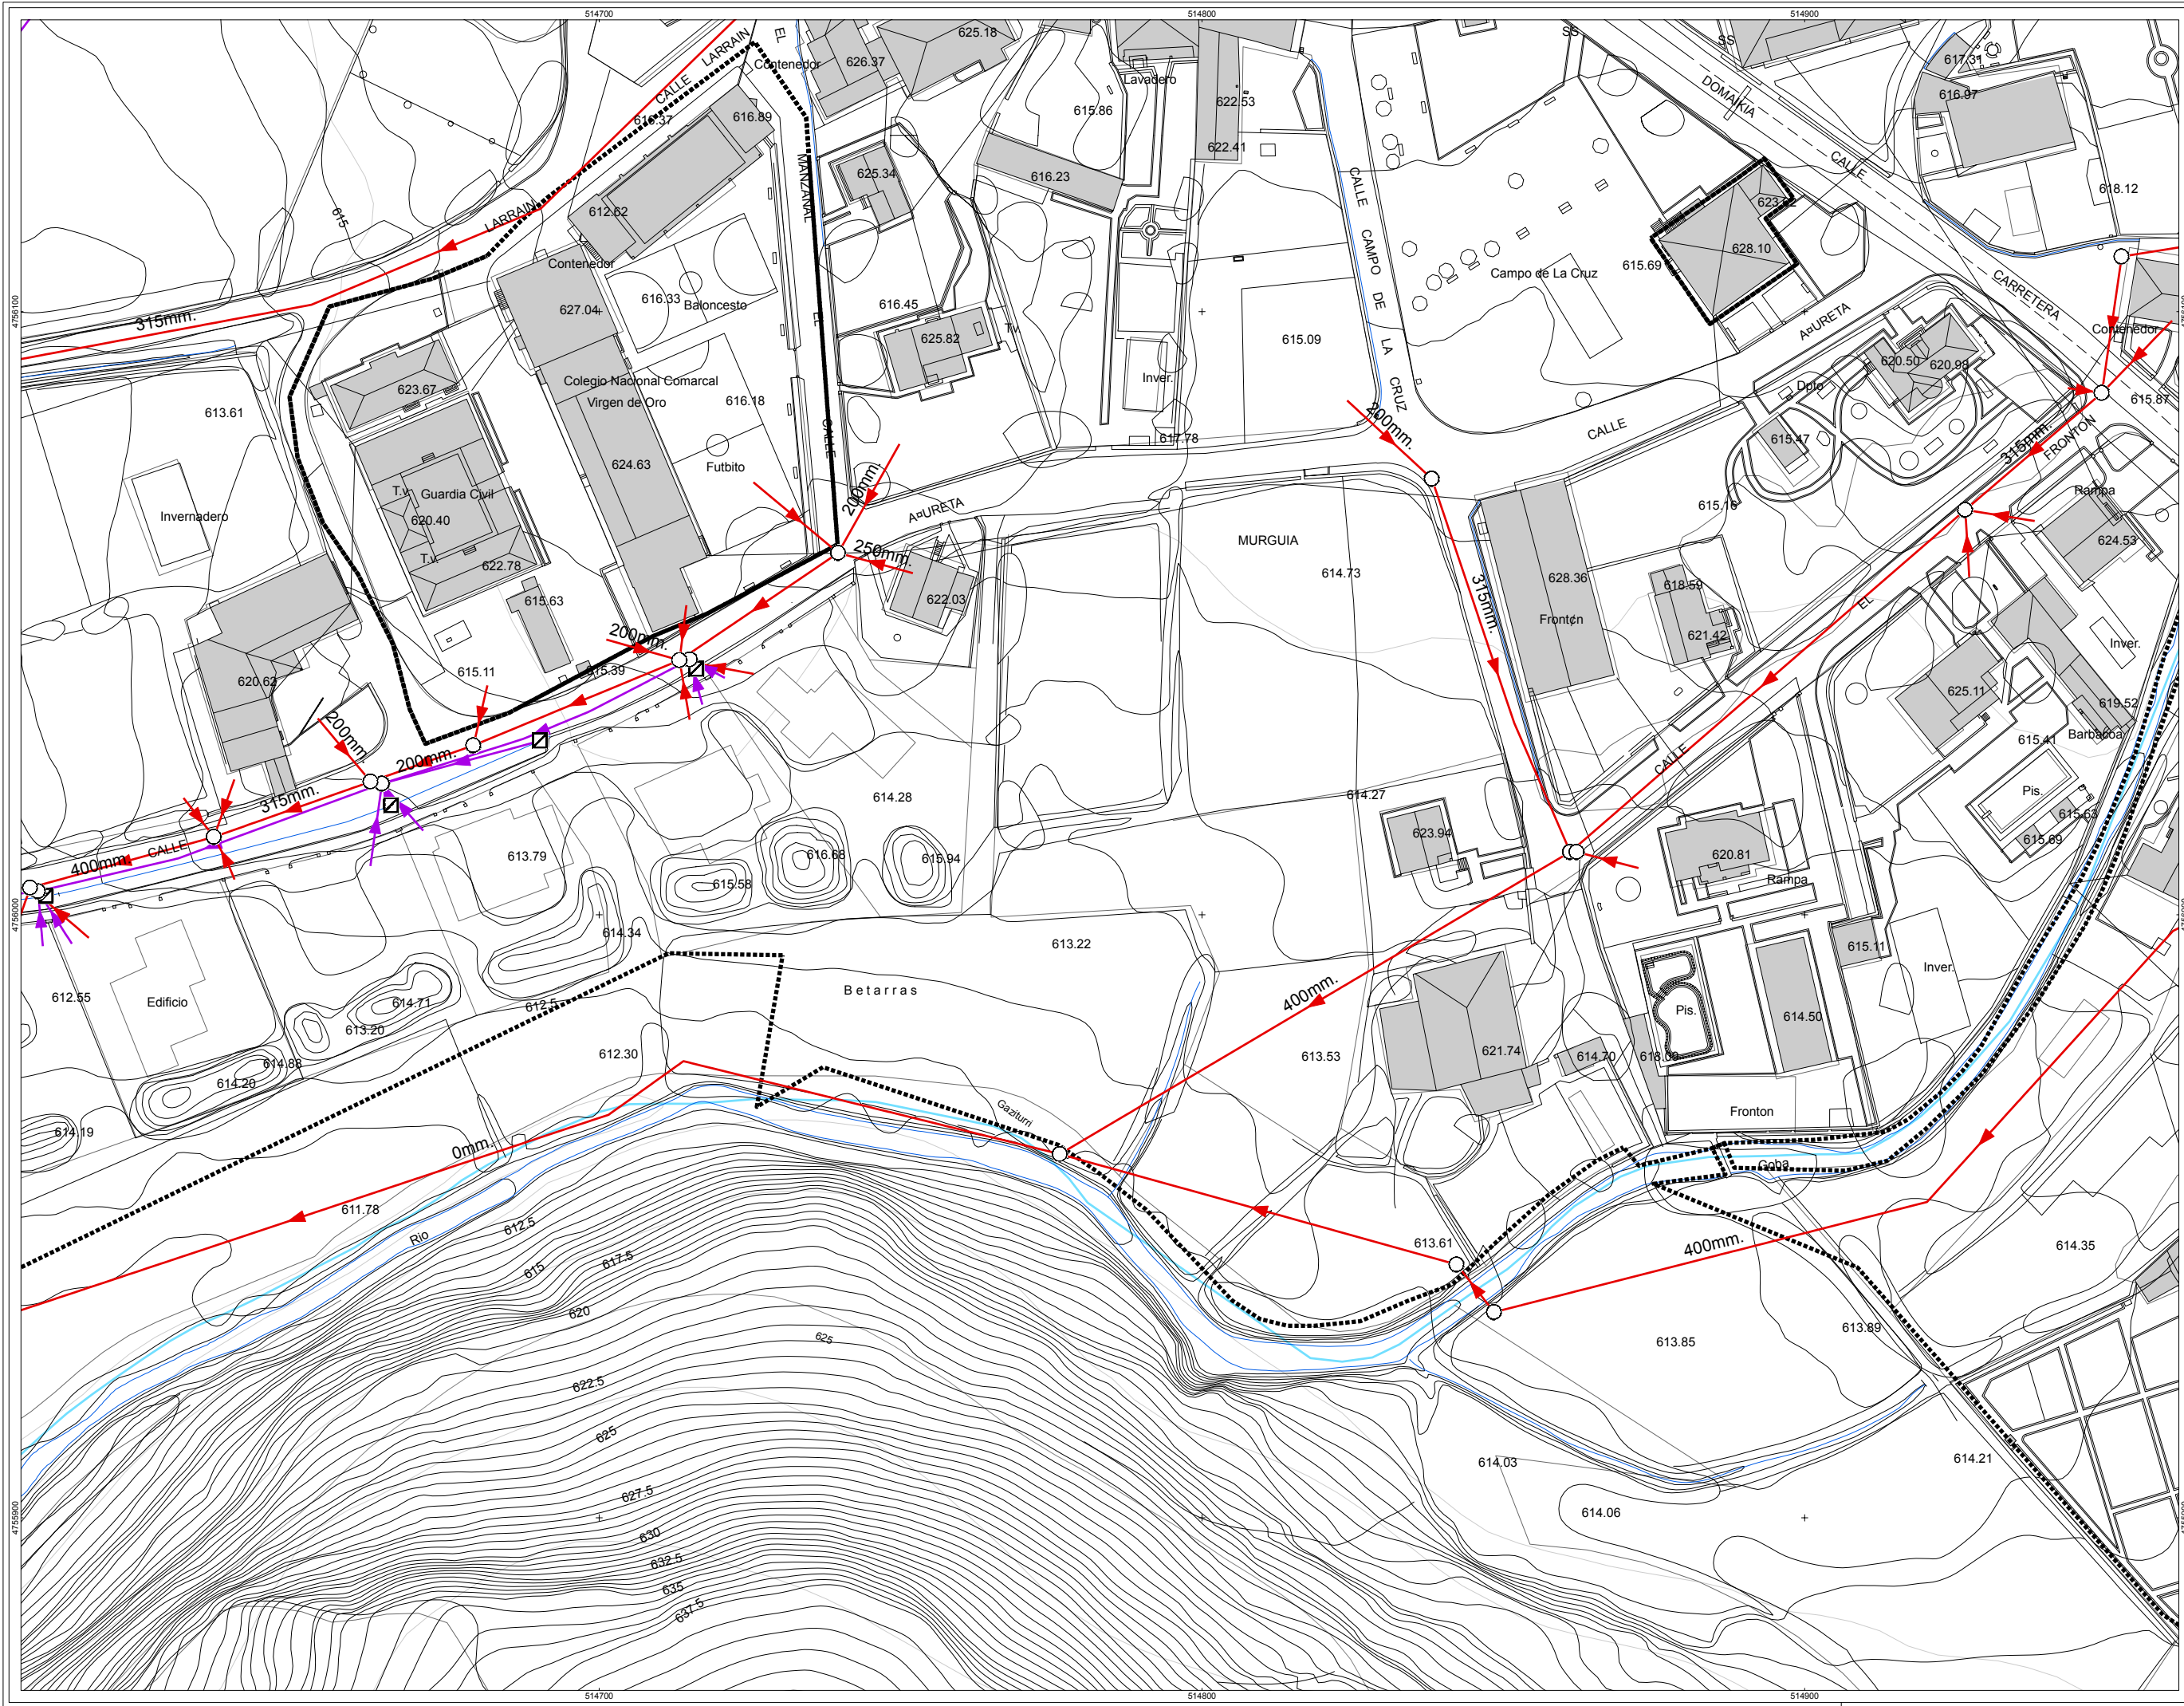 514700
514800
514900
EL
625.18
SS
SS
CALLE LARRAIN
Contenedor
626.37
617.31
Lavadero
DOMAIKIA
616.97
622.53
615.86
616.37
616.89
622.41
CALLE
MANZANAL
625.34
616.23
CALLE
618.12
623.62
612.62
LARRAIN
615
628.10
CAMPO
615.69
Contenedor
Campo de La Cruz
CARRETERA
4756100
616.33
Baloncesto
616.45
DE
627.04
315mm.
EL
T.v.
Contenedor
625.82
615.09
LA
AªURETA
620.50
620.98
Colegio Nacional Comarcal
623.67
Inver.
CRUZ
Dpto
Virgen de Oro
616.18
615.87
613.61
200mm.
FRONTON
CALLE
CALLE
617.78
615.47
315mm.
624.63
Futbito
200mm.
T.v.
Guardia Civil
Rampa
615.16
Invernadero
620.40
AªURETA
MURGUIA
624.53
250mm.
T.v.
622.78
614.73
628.36
618.59
615.63
622.03
315mm.
EL
Frontón
200mm.
621.42
Inver.
615.11
615.39
620.62
625.11
619.52
200mm.
Barbacoa
615.41
200mm.
CALLE
315mm.
614.28
614.27
Pis.
615.63
623.94
615.69
CALLE
613.79
616.68
615.94
620.81
400mm.
615.58
Rampa
4756000
614.34
613.22
615.11
Inver.
612.55
Edificio
614.71
612.5
Betarras
400mm.
Pis.
614.50
613.20
612.30
613.53
621.74
614.70
618.09
614.88
614.20
Gaziturri
Fronton
614.19
0mm.
Goba
611.78
612.5
Rio
613.61
400mm.
614.35
617.5
615
620
625
613.89
613.85
622.5
625
614.03
614.21
627.5
614.06
4755900
630
632.5
635
637.5
514700
514800
514900